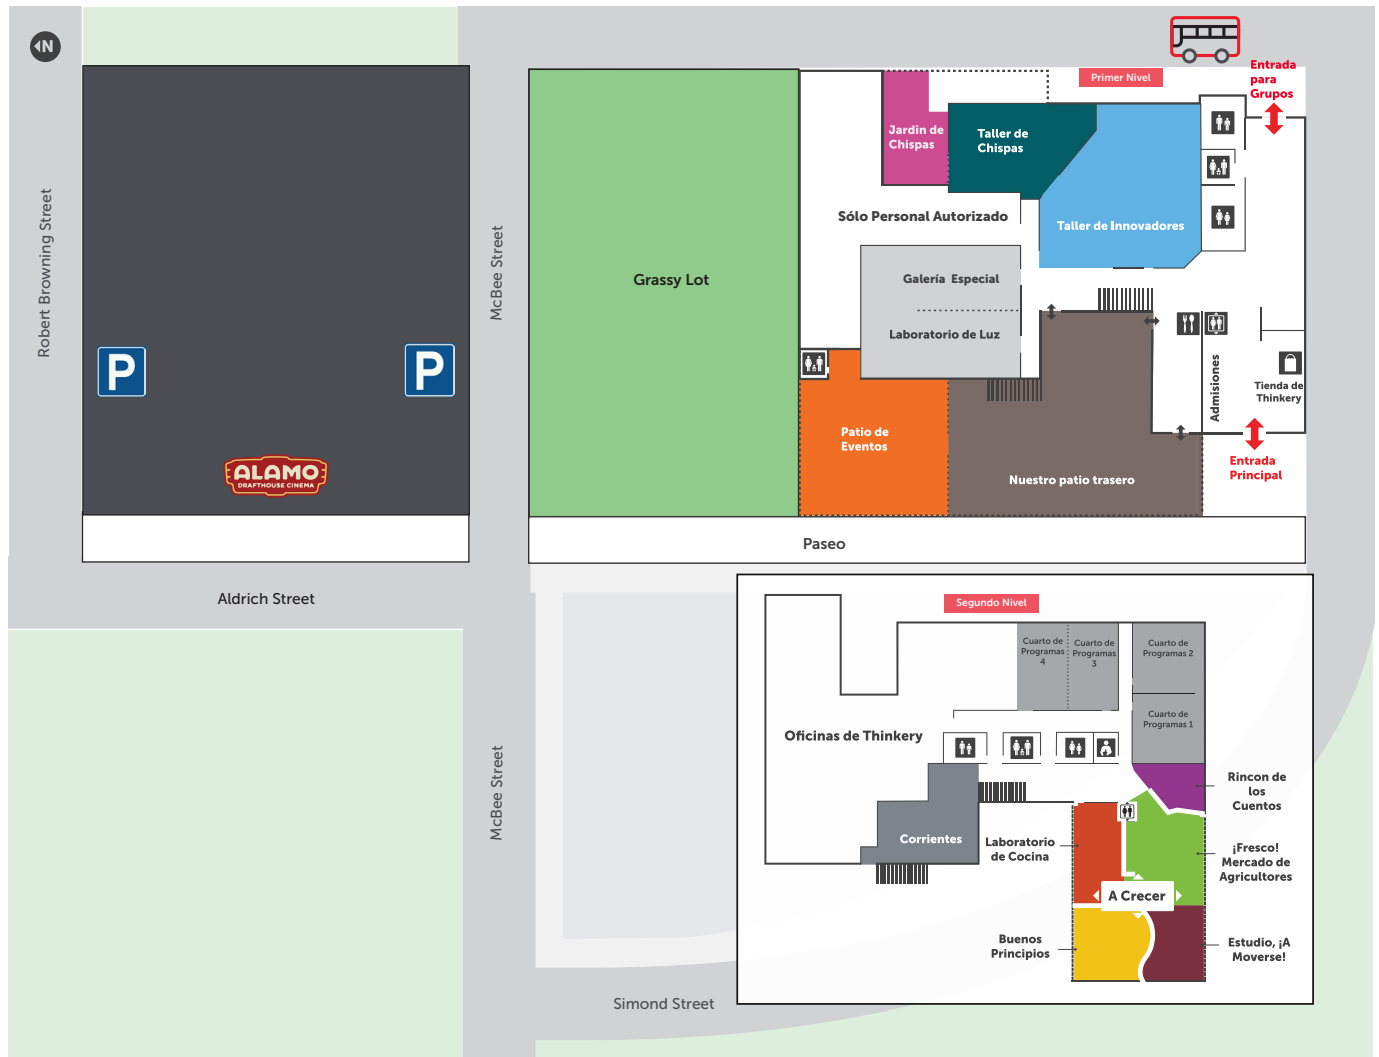 N
Primer Nivel
Entrada
para
Grupos
Jardin de
Chispas
Taller de
Chispas
Sólo Personal Autorizado
Taller de Innovadores
Robert Browning Street
McBee Street
Grassy Lot
Galería Especial
Laboratorio de Luz
P
P
Admisiones
Tienda de
Thinkery
Patio de
Eventos
Entrada
Principal
ALAMO
DRAFTHOUSE CINEMA
Nuestro patio trasero
Paseo
Aldrich Street
Segundo Nivel
Cuarto de
Programas
4
Cuarto de
Programas
3
Cuarto de
Programas 2
Cuarto de
Programas 1
Oficinas de Thinkery
McBee Street
Rincon de
los
Cuentos
Corrientes
Laboratorio
de Cocina
¡Fresco!
Mercado de
Agricultores
A Crecer
Buenos
Principios
Estudio, ¡A
Moverse!
Simond Street